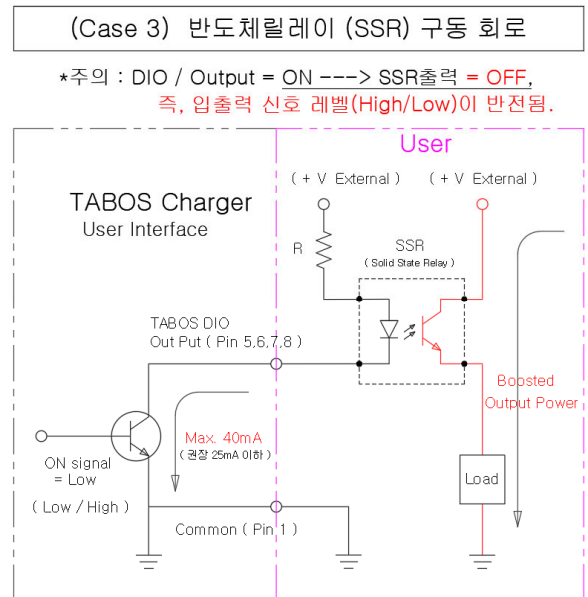 (Case 3) 반도체릴레이 (SSR) 구동 회로
*주의 : DIO / Output = ON ---> SSR출력 = OFF,
즉, 입출력 신호 레벨(High/Low)이 반전됨.
User
( + V External )
( + V External )
TABOS Charger
User Interface
R
SSR
( Solid State Relay )
TABOS DIO
Out Put ( Pin 5,6,7,8 )
Boosted
Output Power
Max. 40mA
( 권장 25mA 이하 )
ON signal
= Low
( Low / High )
Load
Common ( Pin 1 )